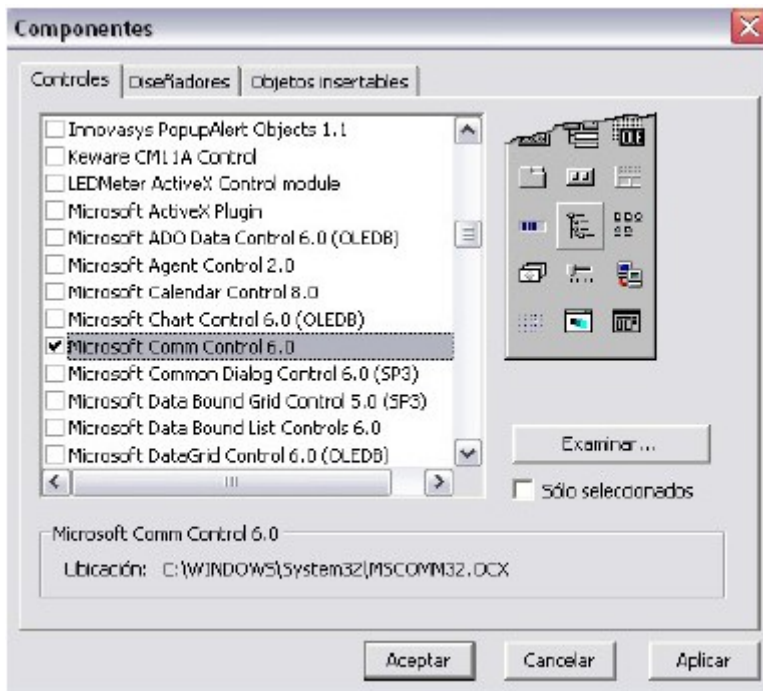 Componentes
Controles
Diseñadores
Objetos insertables
Innovasys PopupAlert Objects 1.1
Keware CM11A Control
LEDMeter ActiveX Control module
Microsoft ActiveX Plugin
Microsoft ADO Data Control 6.0 (OLEDB)
Microsoft Agent Control 2.0
Microsoft Calendar Control 8.0
Microsoft Chart Control 6.0 (OLEDB)
Microsoft Comm Control 6.0
Microsoft Common Dialog Control 6.0 (SP3)
Microsoft Data Bound Grid Control 5.0 (SP3)
Microsoft Data Bound List Controls 6.0
Microsoft DataGrid Control 6.0 (OLEDB)
Examinar...
Sólo seleccionados
Microsoft Comm Control 6.0
Ubicación: C:\WINDOWS\System32\MSCOMM32.OCX
Aceptar
Cancelar
Aplicar